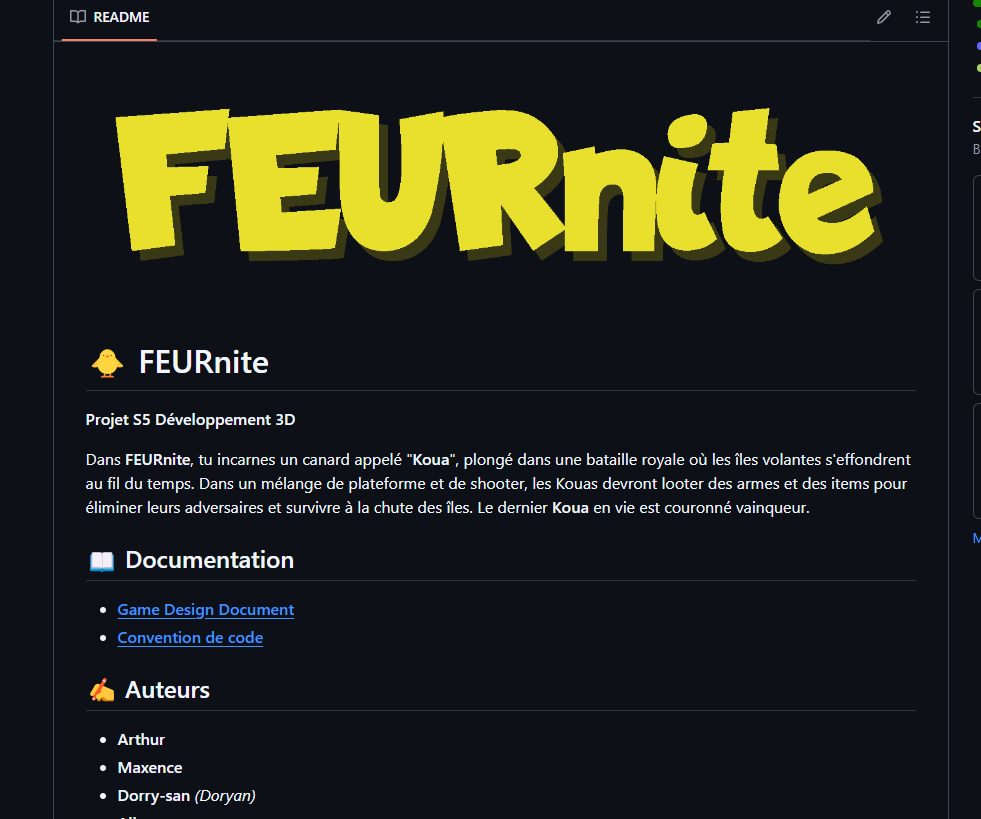 README
FEURnite
🐥 FEURnite
Projet S5 Développement 3D
Dans FEURnite, tu incarnes un canard appelé "Koua", plongé dans une bataille royale où les îles volantes s'effondrent
au fil du temps. Dans un mélange de plateforme et de shooter, les Kouas devront looter des armes et des items pour
éliminer leurs adversaires et survivre à la chute des îles. Le dernier Koua en vie est couronné vainqueur.
📖 Documentation
• Game Design Document
• Convention de code
✍️ Auteurs
• Arthur
• Maxence
• Dorry-san (Doryan)